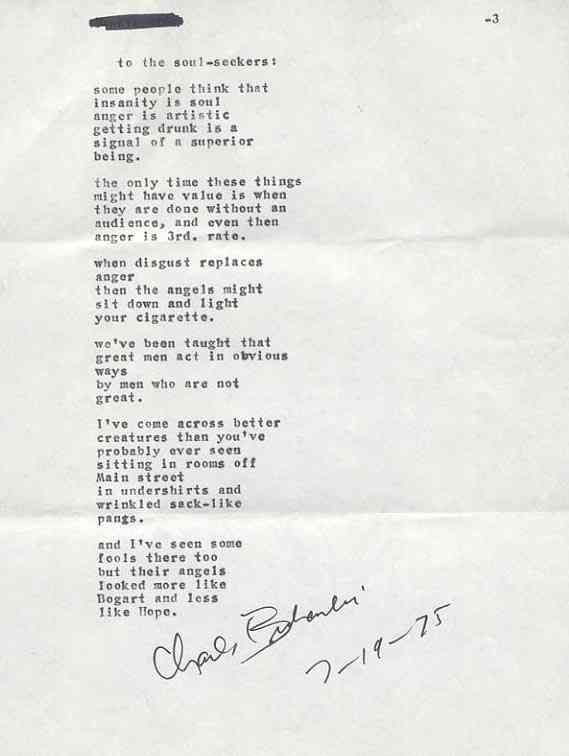 -3
to the soul-seekers:
some people think that
insanity is soul
anger is artistic
getting drunk is a
signal of a superior
being.
the only time these things
might have value is when
they are done without an
audience, and even then
anger is 3rd. rate.
when disgust replaces
anger
then the angels might
sit down and light
your cigarette.
we've been taught that
great men act in obvious
ways
by men who are not
great.
I've come across better
creatures than you've
probably ever seen
sitting in rooms off
Main street
in undershirts and
wrinkled sack-like
pangs.
and I've seen some
fools there too
but their angels
looked more like
Bogart and less
like Hope.
Charles Bukowski
7-19-75